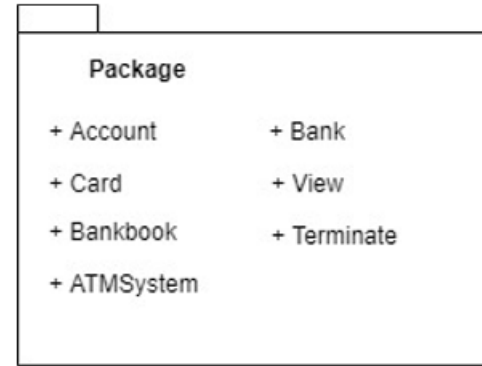 Package
+ Account
+ Card
+ Bankbook
+ ATMSystem
+ Bank
+ View
+ Terminate